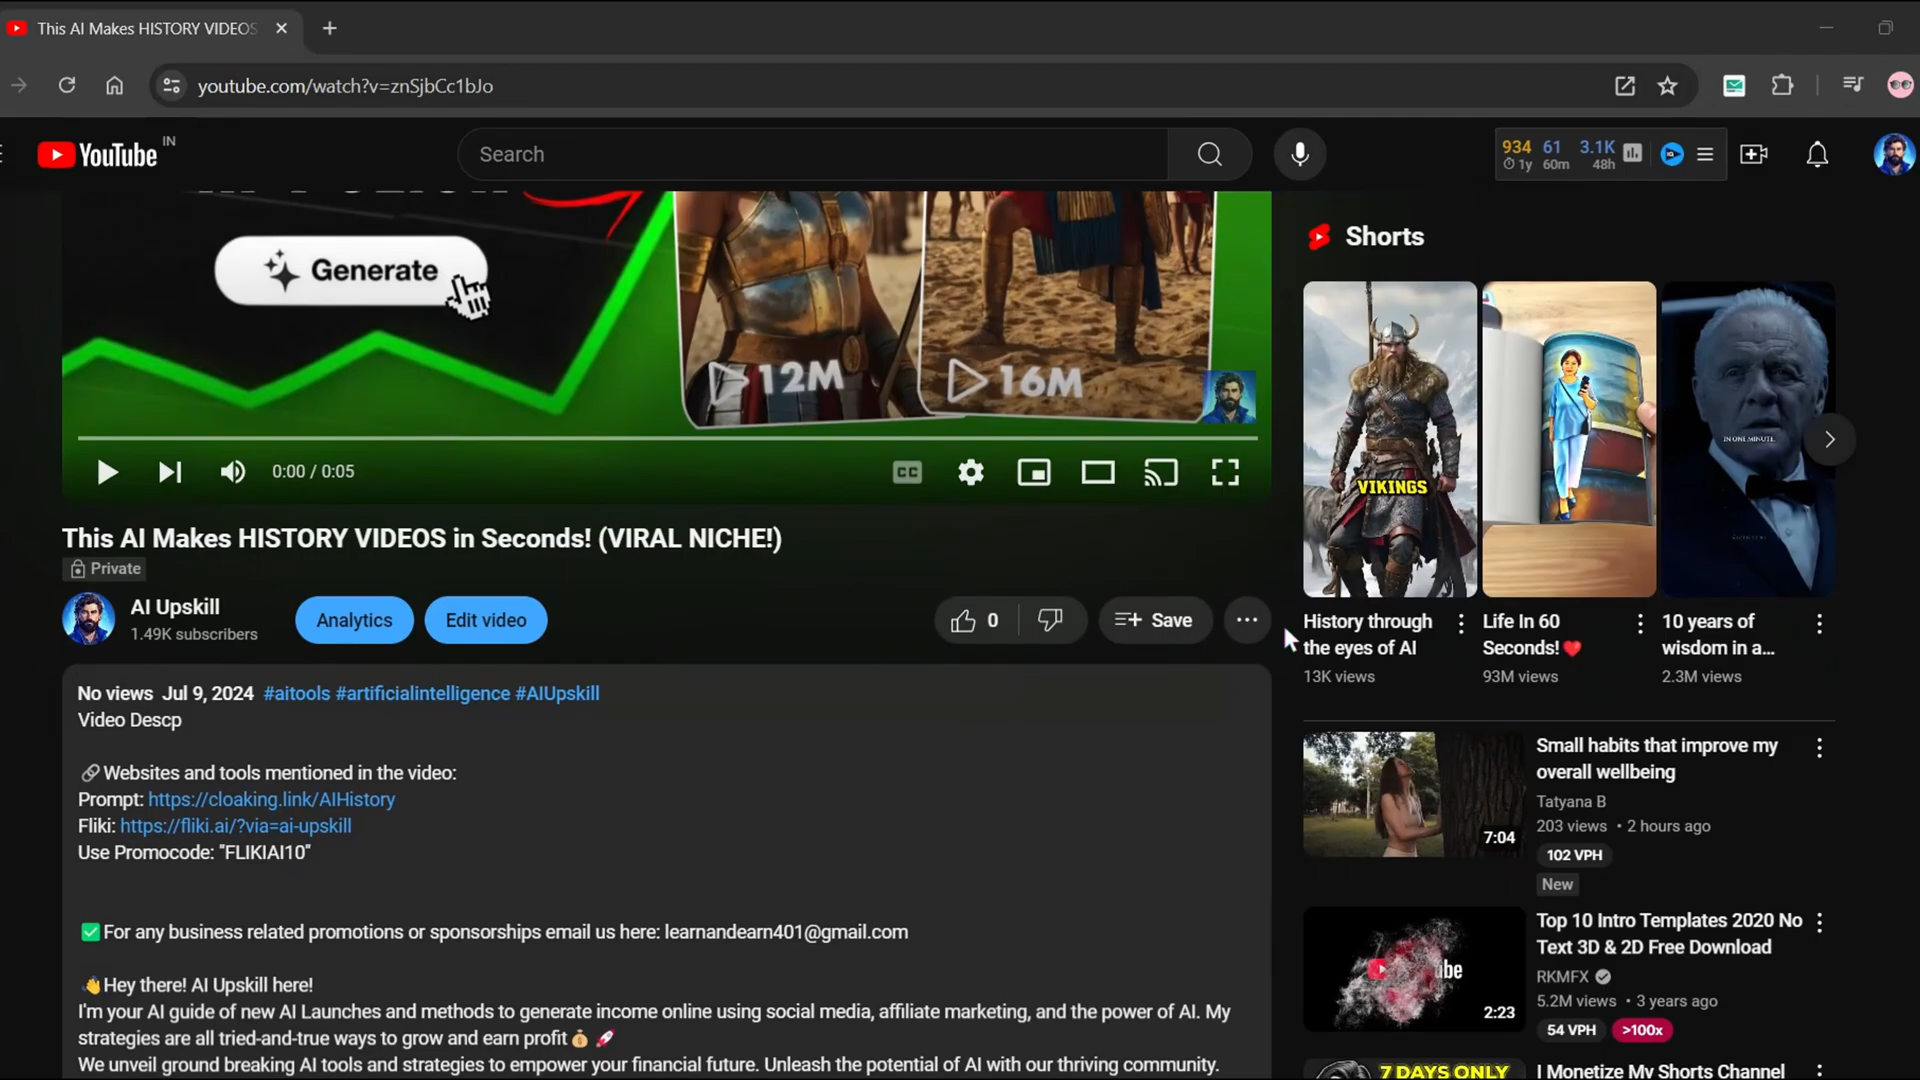 This AI Makes HISTORY VIDEOS
youtube.com/watch?v=znSjbCc1bJo
YouTube IN
Search
934 61 3.1K
1y 60m 48h
Generate
12M
16M
0:00 / 0:05
CC
This AI Makes HISTORY VIDEOS in Seconds! (VIRAL NICHE!)
Private
AI Upskill
1.49K subscribers
Analytics
Edit video
0
Save
No views Jul 9, 2024 #aitools #artificialintelligence #AIUpskill
Video Descp
🔗Websites and tools mentioned in the video:
Prompt: https://cloaking.link/AIHistory
Fliki: https://fliki.ai/?via=ai-upskill
Use Promocode: "FLIKIAI10"
✅For any business related promotions or sponsorships email us here: learnandearn401@gmail.com
👋Hey there! AI Upskill here!
I'm your AI guide of new AI Launches and methods to generate income online using social media, affiliate marketing, and the power of AI. My
strategies are all tried-and-true ways to grow and earn profit💰 🚀
We unveil ground breaking AI tools and strategies to empower your financial future. Unleash the potential of AI with our thriving community.
Shorts
VIKINGS
IN ONE MINUTE.
History through
the eyes of AI
13K views
Life In 60
Seconds!❤️
93M views
10 years of
wisdom in a...
2.3M views
7:04
Small habits that improve my
overall wellbeing
Tatyana B
203 views • 2 hours ago
102 VPH
New
be
2:23
Top 10 Intro Templates 2020 No
Text 3D & 2D Free Download
RKMFX
5.2M views • 3 years ago
54 VPH >100x
7 DAYS ONLY
I Monetize My Shorts Channel